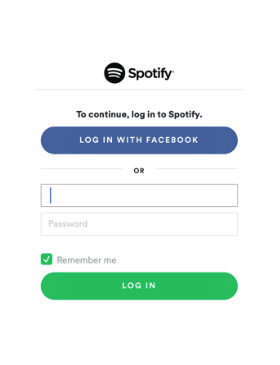 Spotify
To continue, log in to Spotify.
LOG IN WITH FACEBOOK
OR
Password
Remember me
LOG IN